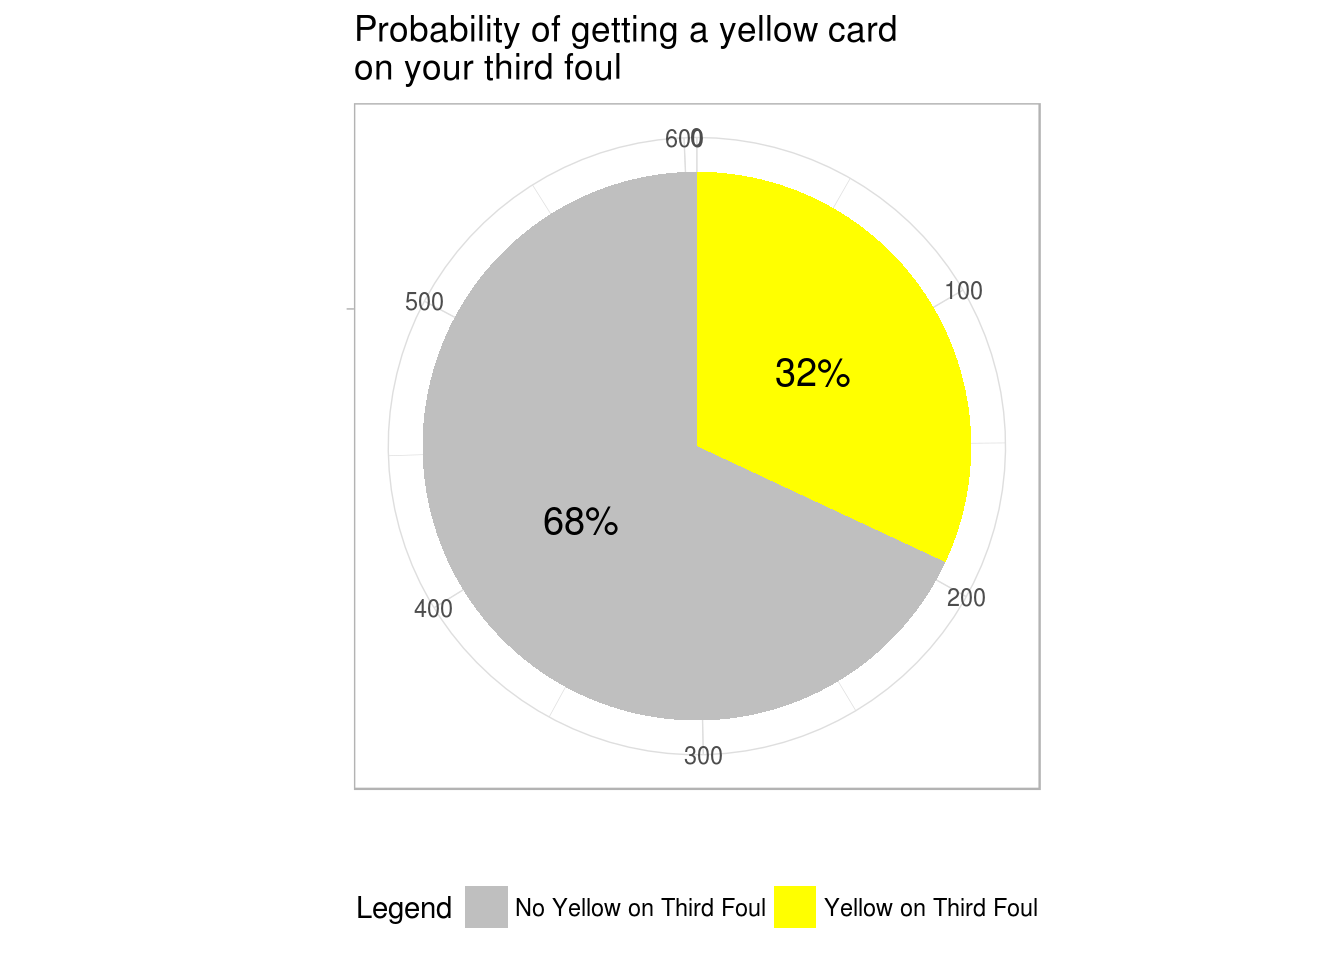 Probability of getting a yellow card
on your third foul
600
0
100
500
32%
68%
200
400
300
Legend
No Yellow on Third Foul
Yellow on Third Foul